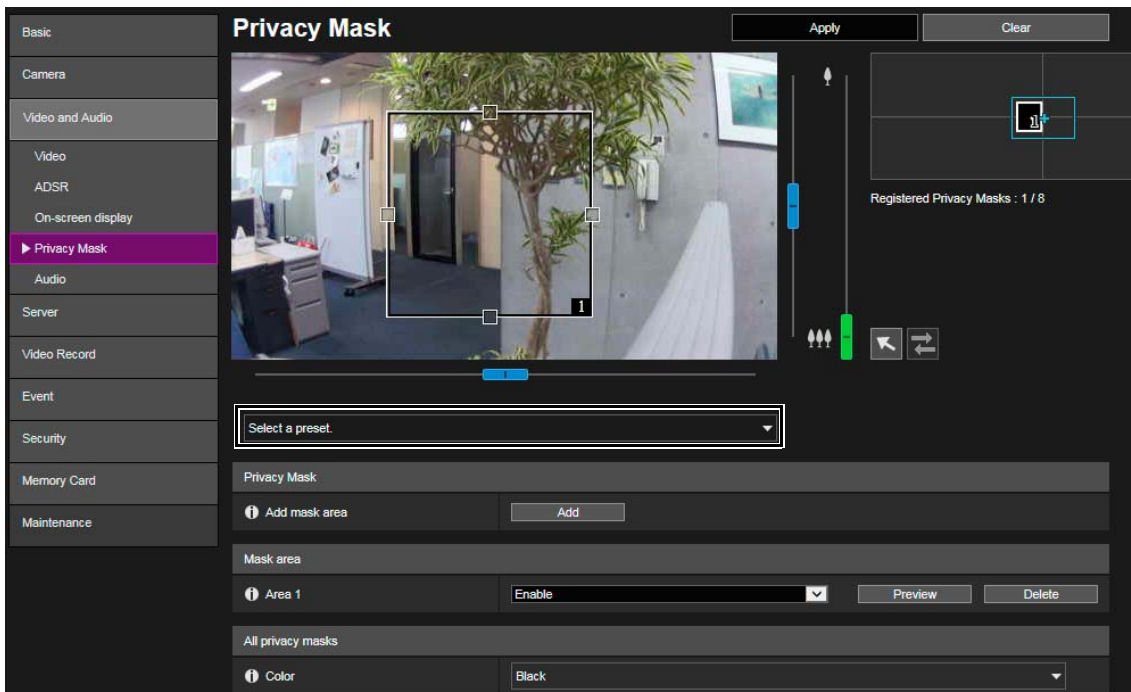 Basic
Camera
Video and Audio
Video
ADSR
On-screen display
Privacy Mask
Audio
Server
Video Record
Event
Security
Memory Card
Maintenance
Privacy Mask
Apply
Clear
1
1
Registered Privacy Masks : 1 / 8
Select a preset.
Privacy Mask
Add mask area
Add
Mask area
Area 1
Enable
Preview
Delete
All privacy masks
Color
Black